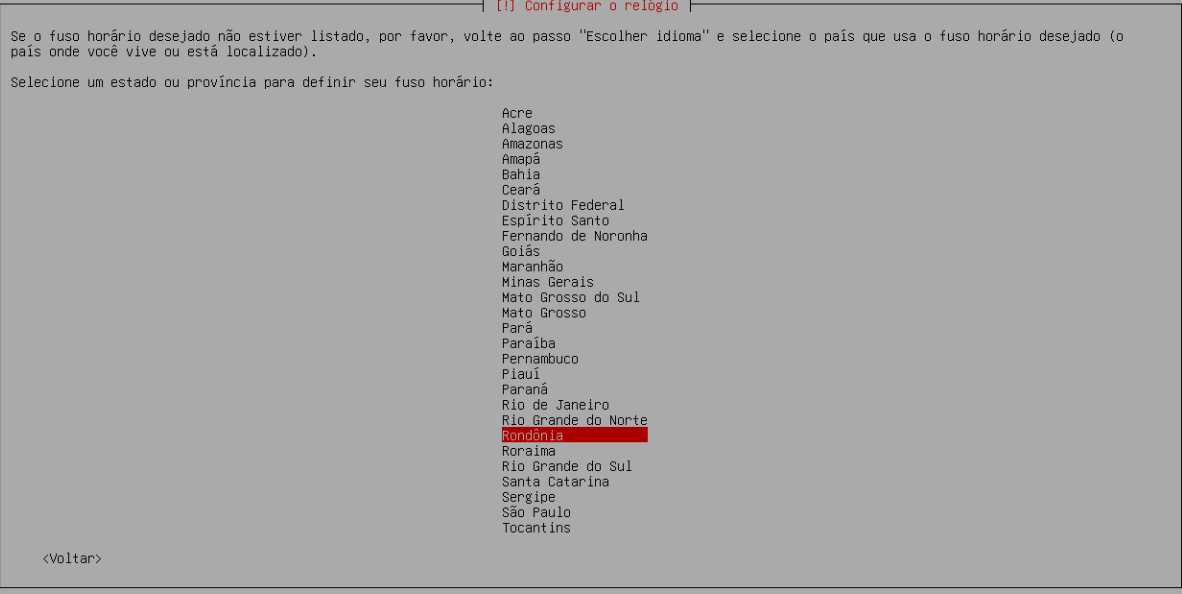 [!] Configurar o relógio
Se o fuso horário desejado não estiver listado, por favor, volte ao passo "Escolher idioma" e selecione o país que usa o fuso horário desejado (o
país onde você vive ou está localizado).
Selecione um estado ou província para definir seu fuso horário:
Acre
Alagoas
Amazonas
Amapá
Bahia
Ceará
Distrito Federal
Espírito Santo
Fernando de Noronha
Goiás
Maranhão
Minas Gerais
Mato Grosso do Sul
Mato Grosso
Pará
Paraíba
Pernambuco
Piauí
Paraná
Rio de Janeiro
Rio Grande do Norte
Rondônia
Roraima
Rio Grande do Sul
Santa Catarina
Sergipe
São Paulo
Tocantins
<Voltar>